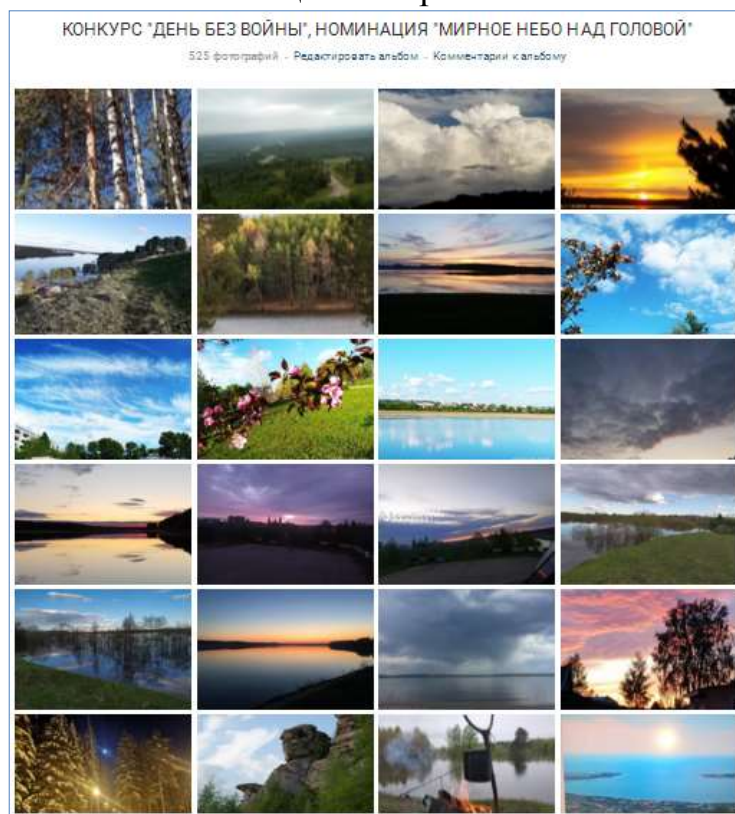 КОНКУРС "ДЕНЬ БЕЗ ВОЙНЫ", НОМИНАЦИЯ "МИРНОЕ НЕБО НАД ГОЛОВОЙ"
525 фотографий - Редактировать альбом - Комментарии к альбому